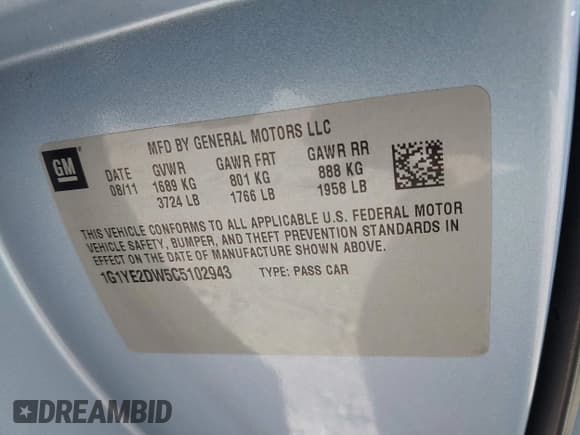 GM
MFD BY GENERAL MOTORS LLC
DATE GVWR GAWR FRT GAWR RR
08/11 1689 KG 801 KG 888 KG
3724 LB 1766 LB 1958 LB
THIS VEHICLE CONFORMS TO ALL APPLICABLE U.S. FEDERAL MOTOR
VEHICLE SAFETY, BUMPER, AND THEFT PREVENTION STANDARDS IN
EFFECT ON THE DATE OF MANUFACTURE SHOWN ABOVE.
1G1YE2DW5C5102943 TYPE: PASS CAR
DREAMBID